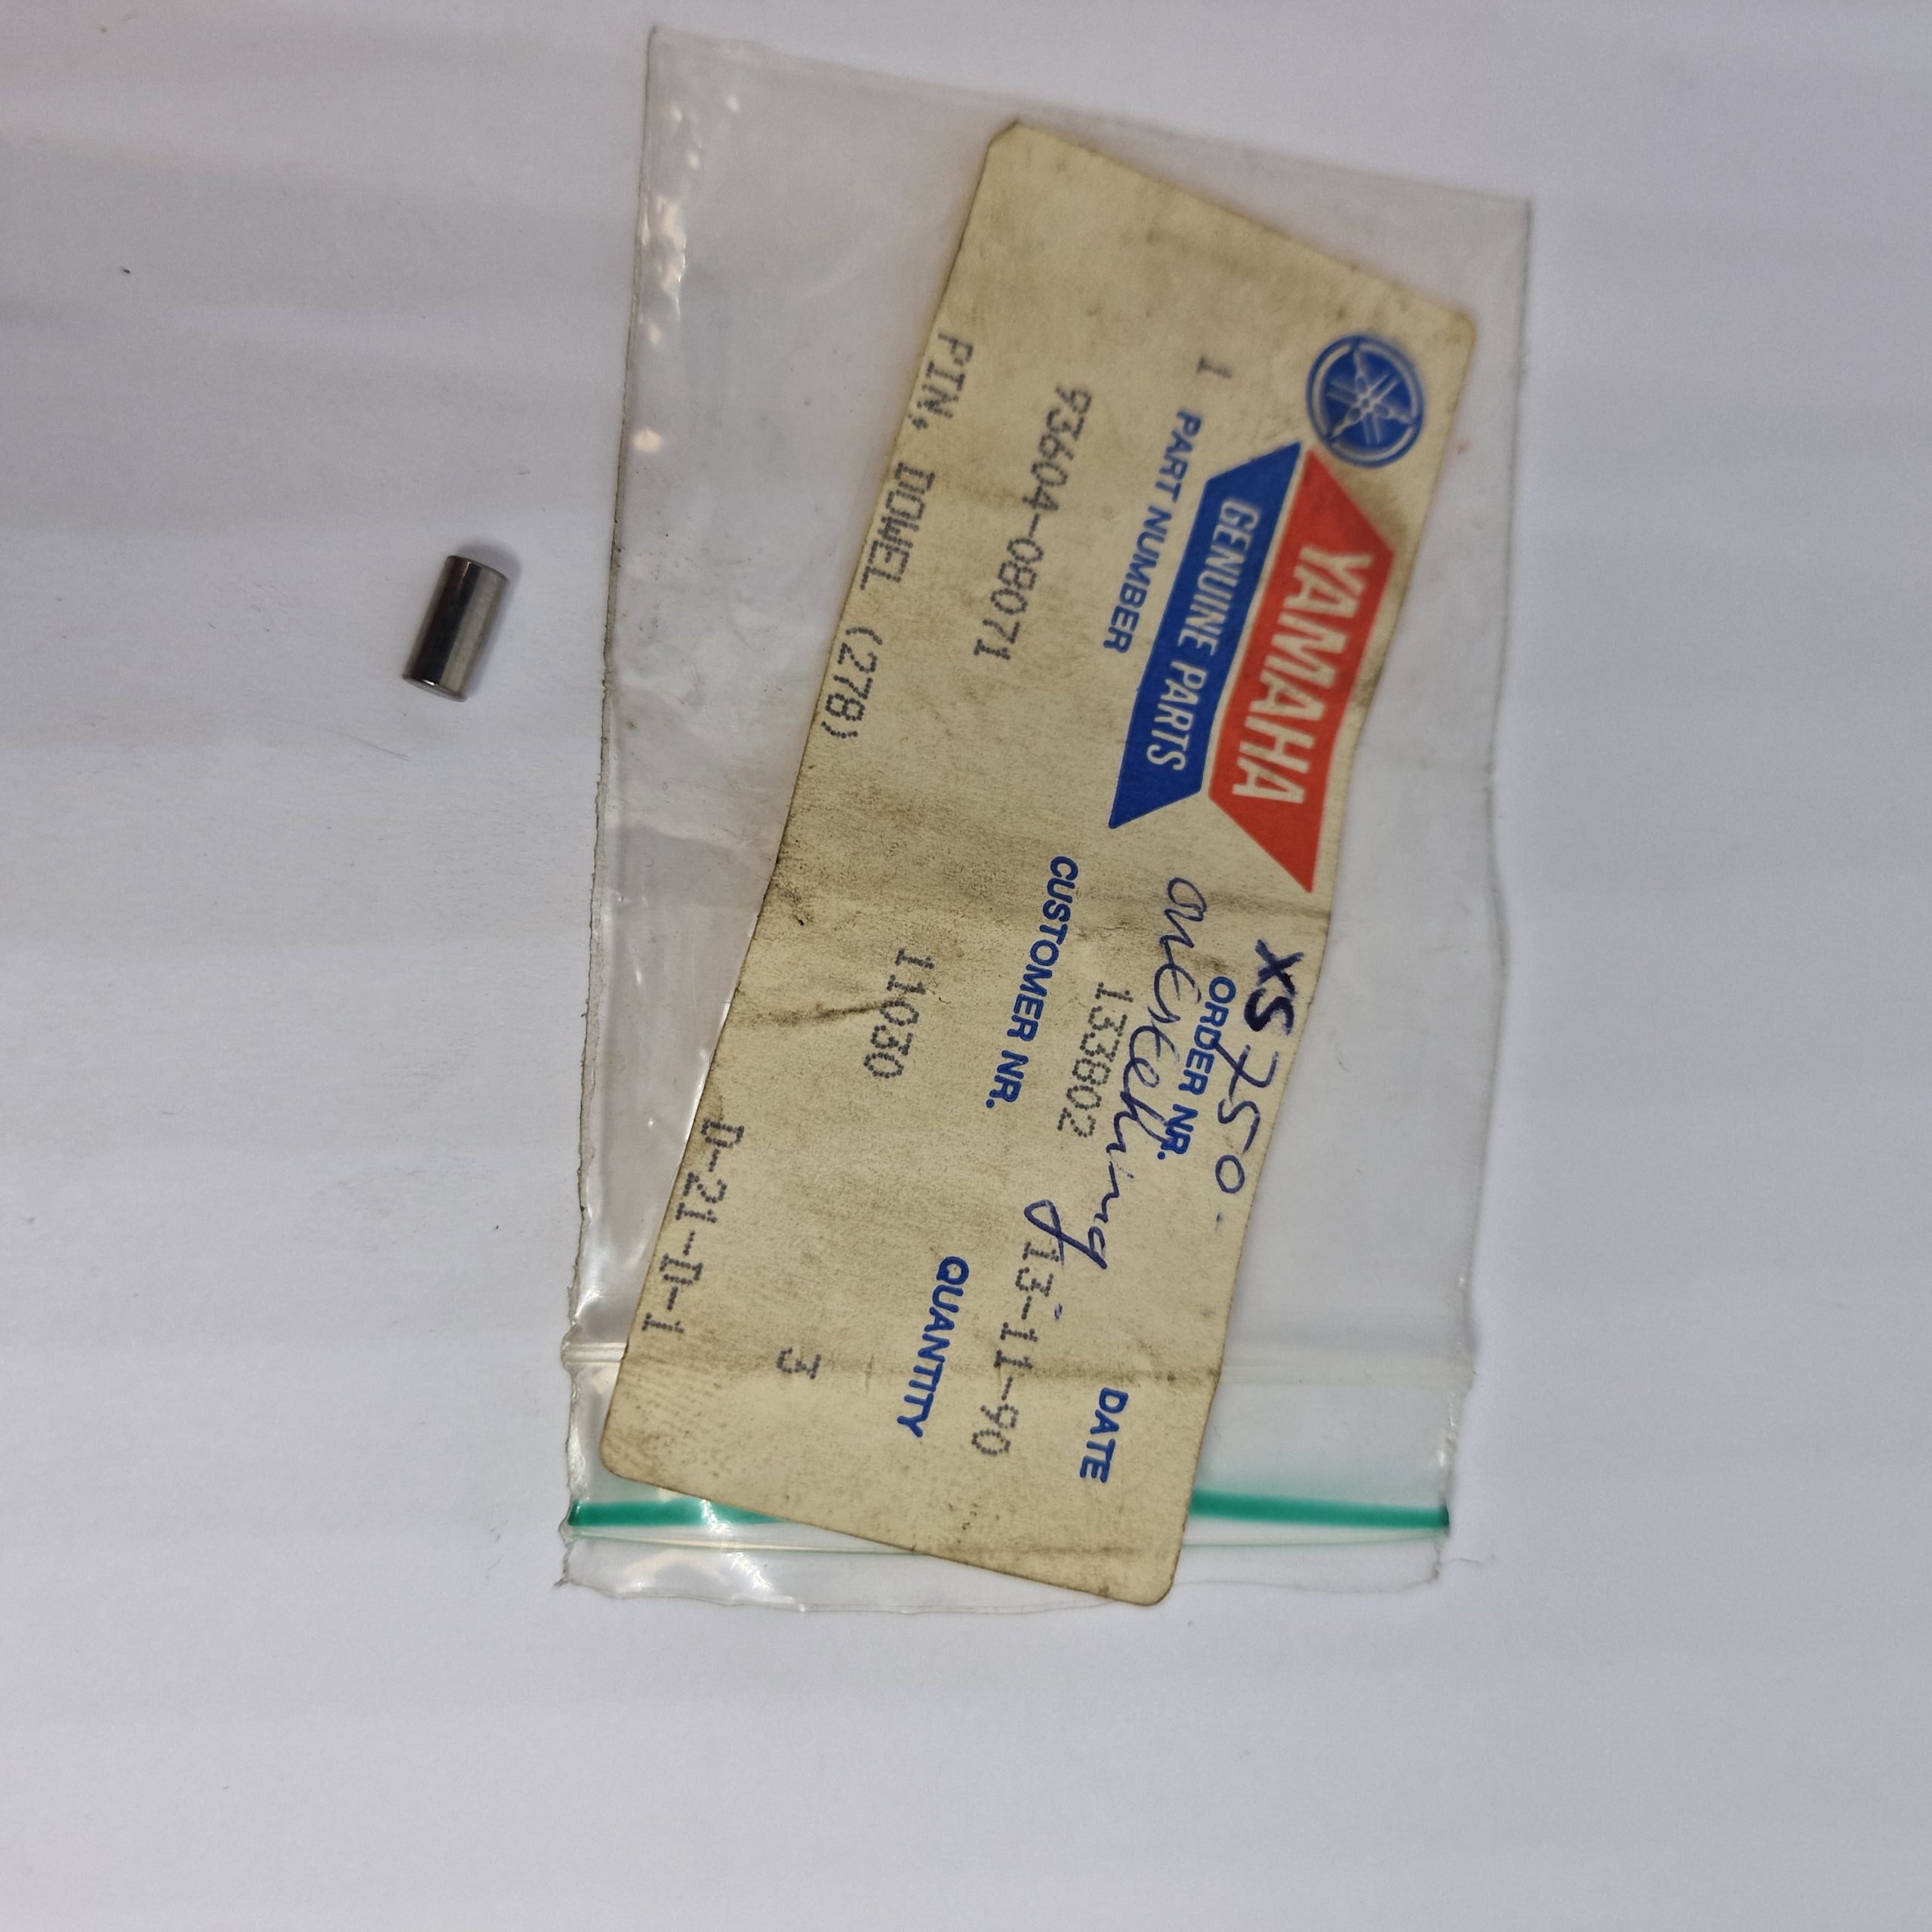 YAMAHA
GENUINE PARTS
XS 750.
1 PART NUMBER
ORDER NR.
DATE
93604-08071
133802
13-11-90
CUSTOMER NR.
QUANTITY
PIN, DOWEL (278)
11030
3
D-21-D-1